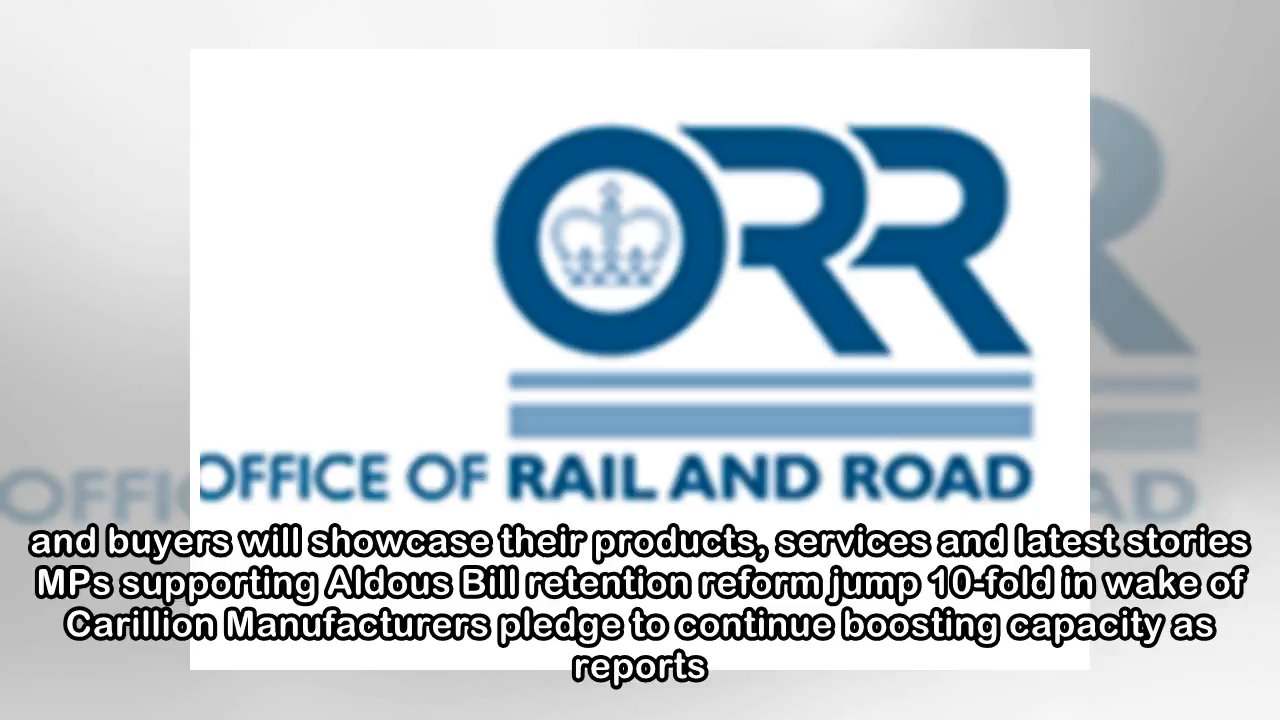 ORR
OFFICE OF RAIL AND ROAD
and buyers will showcase their products, services and latest stories
MPs supporting Aldous Bill retention reform jump 10-fold in wake of
Carillion Manufacturers pledge to continue boosting capacity as
reports